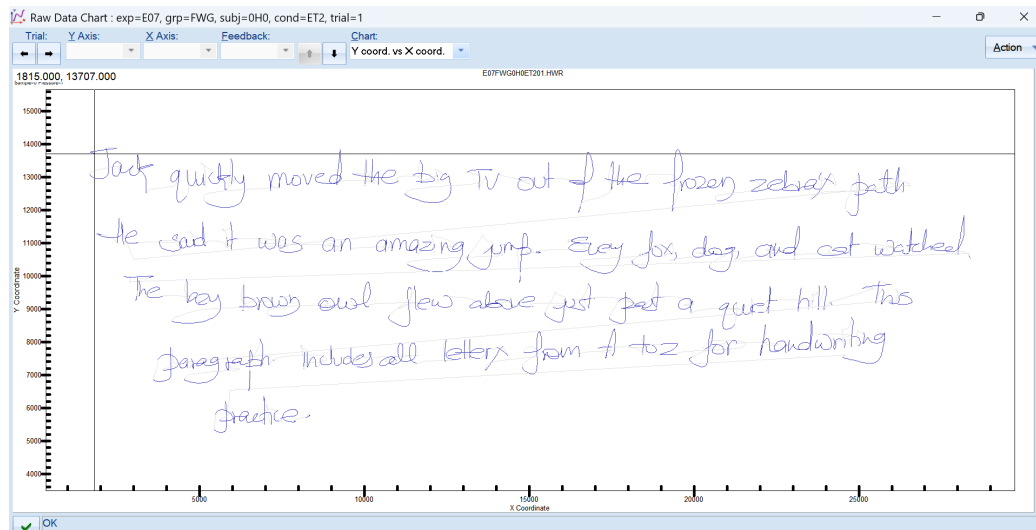 Raw Data Chart : exp=E07, grp=FWG, subj=0H0, cond=ET2, trial=1
Trial: Y Axis: X Axis: Feedback: Chart:
Y coord. vs X coord.
Action
1815.000, 13707.000
E07FWG0H0ET201.HWR
15000
14000
13000
12000
11000
10000
9000
8000
7000
6000
5000
4000
Y Coordinate
Jack quickly moved the big TV out of the frozen zebra'x path
He said it was an amazing jump. Every fox, dog, and cat watched
The key brown owl flew above just past a quiet hill. This
paragraph includes all letterx from A to z for handwriting
practice.
5000 10000 15000 20000 25000
X Coordinate
OK